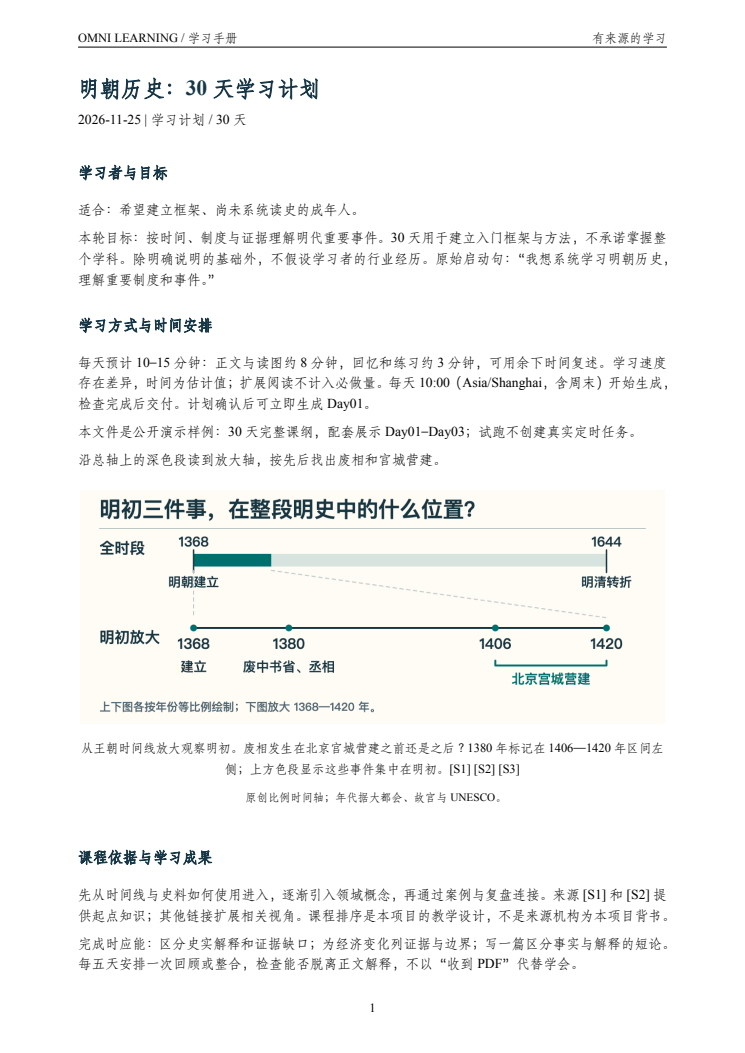 OMNI LEARNING / 学习手册
有来源的学习
明朝历史：30 天学习计划
2026-11-25 | 学习计划 / 30 天
学习者与目标
适合：希望建立框架、尚未系统读史的成年人。
本轮目标：按时间、制度与证据理解明代重要事件。30 天用于建立入门框架与方法，不承诺掌握整
个学科。除明确说明的基础外，不假设学习者的行业经历。原始启动句：“我想系统学习明朝历史，
理解重要制度和事件。”
学习方式与时间安排
每天预计 10–15 分钟：正文与读图约 8 分钟，回忆和练习约 3 分钟，可用余下时间复述。学习速度
存在差异，时间为估计值；扩展阅读不计入必做量。每天 10:00（Asia/Shanghai，含周末）开始生成，
检查完成后交付。计划确认后可立即生成 Day01。
本文件是公开演示样例：30 天完整课纲，配套展示 Day01–Day03；试跑不创建真实定时任务。
沿总轴上的深色段读到放大轴，按先后找出废相和宫城营建。
明初三件事，在整段明史中的什么位置？
全时段
1368
1644
明朝建立
明清转折
明初放大
1368
1380
1406
1420
建立
废中书省、丞相
北京宫城营建
上下图各按年份等比例绘制；下图放大 1368—1420 年。
从王朝时间线放大观察明初。废相发生在北京宫城营建之前还是之后？1380 年标记在 1406—1420 年区间左
侧；上方色段显示这些事件集中在明初。[S1] [S2] [S3]
原创比例时间轴；年代据大都会、故宫与 UNESCO。
课程依据与学习成果
先从时间线与史料如何使用进入，逐渐引入领域概念，再通过案例与复盘连接。来源 [S1] 和 [S2] 提
供起点知识；其他链接扩展相关视角。课程排序是本项目的教学设计，不是来源机构为本项目背书。
完成时应能：区分史实解释和证据缺口；为经济变化列证据与边界；写一篇区分事实与解释的短论。
每五天安排一次回顾或整合，检查能否脱离正文解释，不以“收到 PDF”代替学会。
1